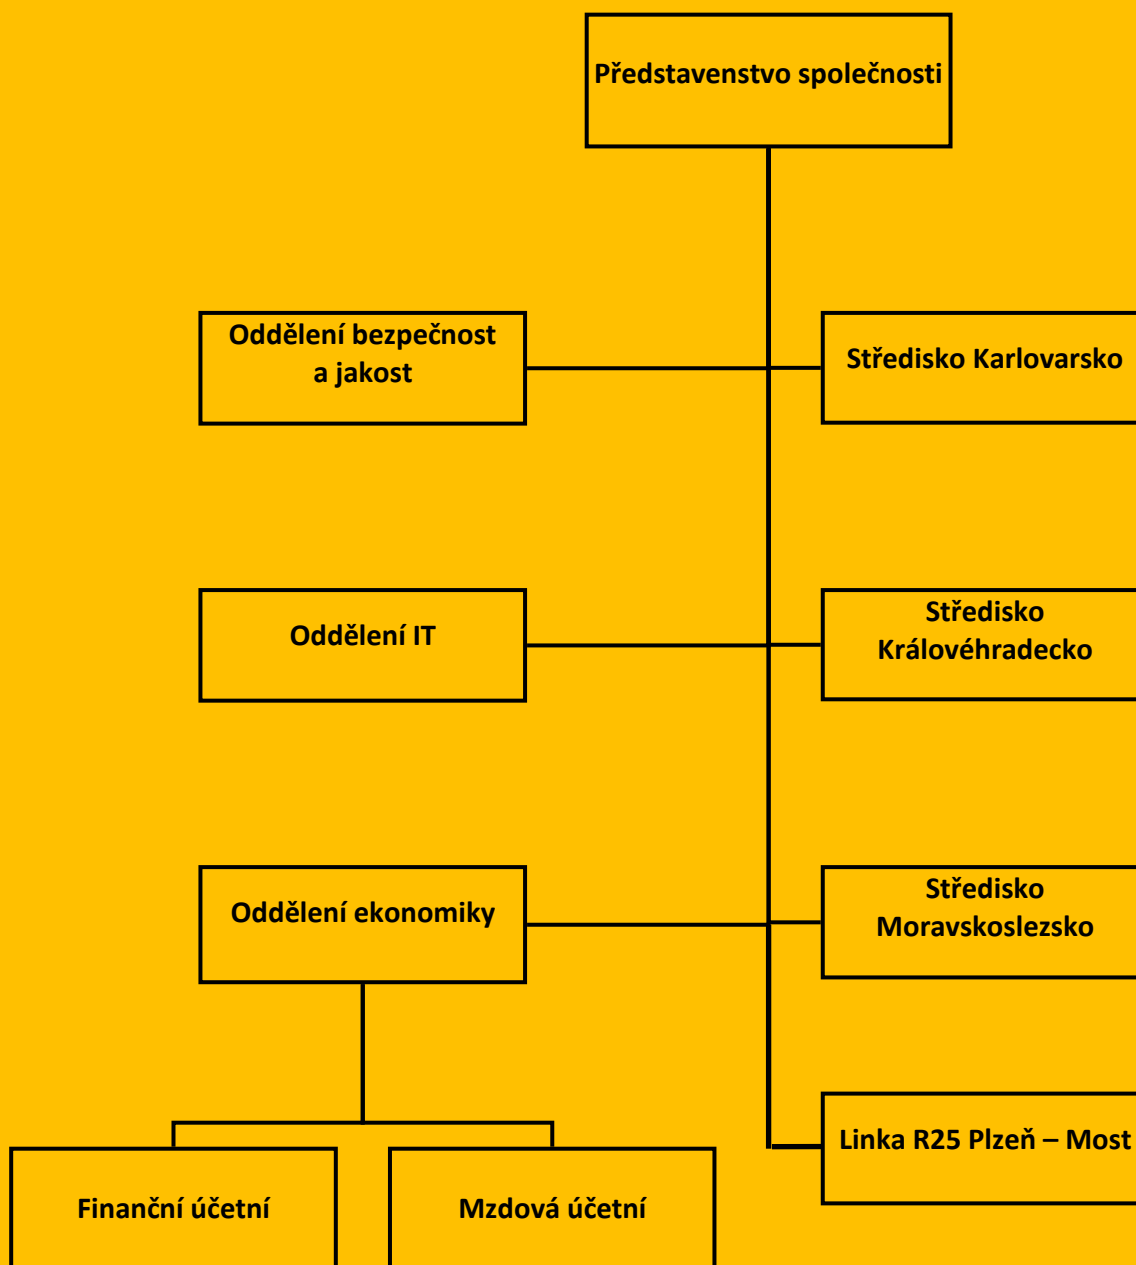 Představenstvo společnosti
Oddělení bezpečnost
a jakost
Středisko Karlovarsko
Oddělení IT
Středisko
Královéhradecko
Oddělení ekonomiky
Středisko
Moravskoslezsko
Linka R25 Plzeň – Most
Finanční účetní
Mzdová účetní